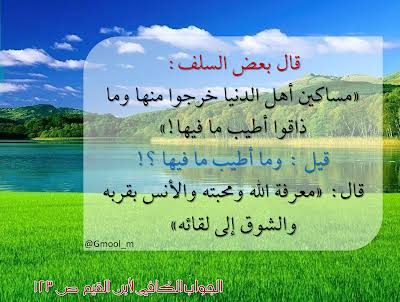 قال بعض السلف :
«مساكين أهل الدنيا خرجوا منها وما
ذاقوا أطيب ما فيها!»
قيل : وما أطيب ما فيها ؟!
قال: «معرفة الله ومحبته والأنس بقربه
والشوق إلى لقائه»
@Gmool_m
الجواب الكافي لأبن القيم ص ١٢٣